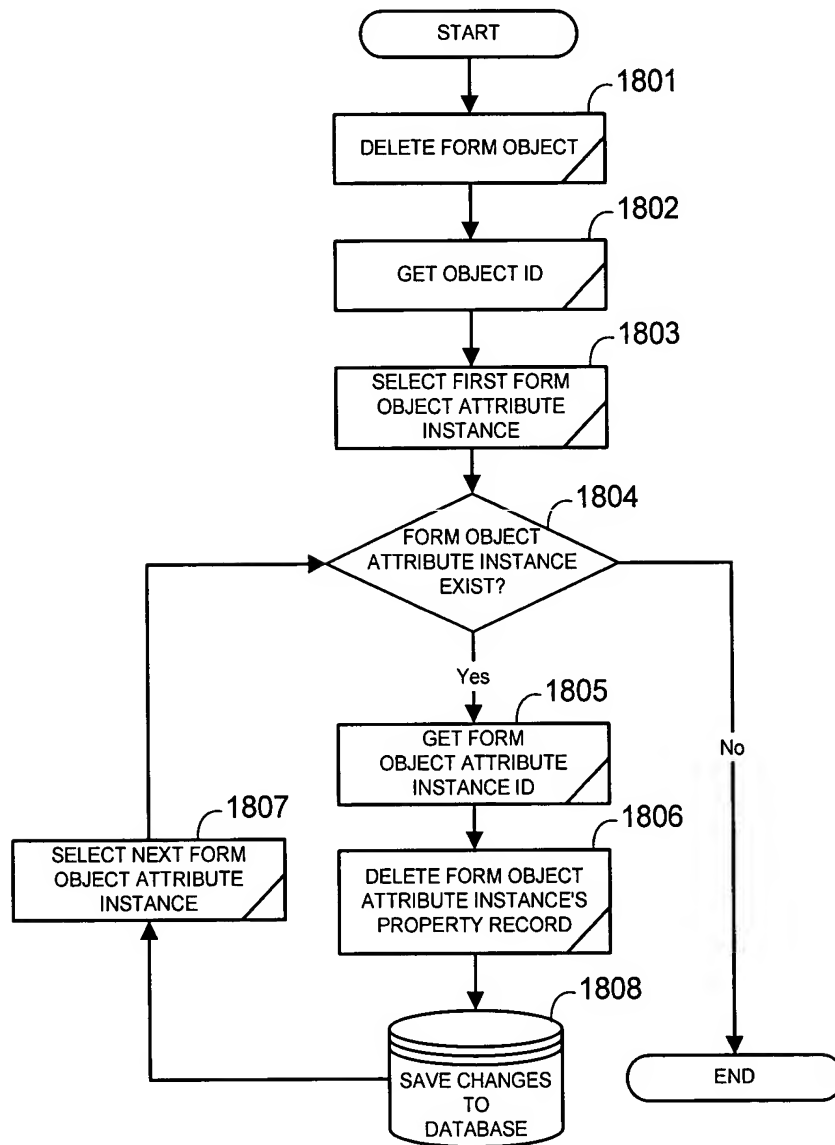 START
1801
DELETE FORM OBJECT
1802
GET OBJECT ID
1803
SELECT FIRST FORM
OBJECT ATTRIBUTE
INSTANCE
1804
FORM OBJECT
ATTRIBUTE INSTANCE
EXIST?
Yes
No
1805
GET FORM
OBJECT ATTRIBUTE
INSTANCE ID
1806
DELETE FORM OBJECT
ATTRIBUTE INSTANCE'S
PROPERTY RECORD
1807
SELECT NEXT FORM
OBJECT ATTRIBUTE
INSTANCE
1808
SAVE CHANGES
TO
DATABASE
END